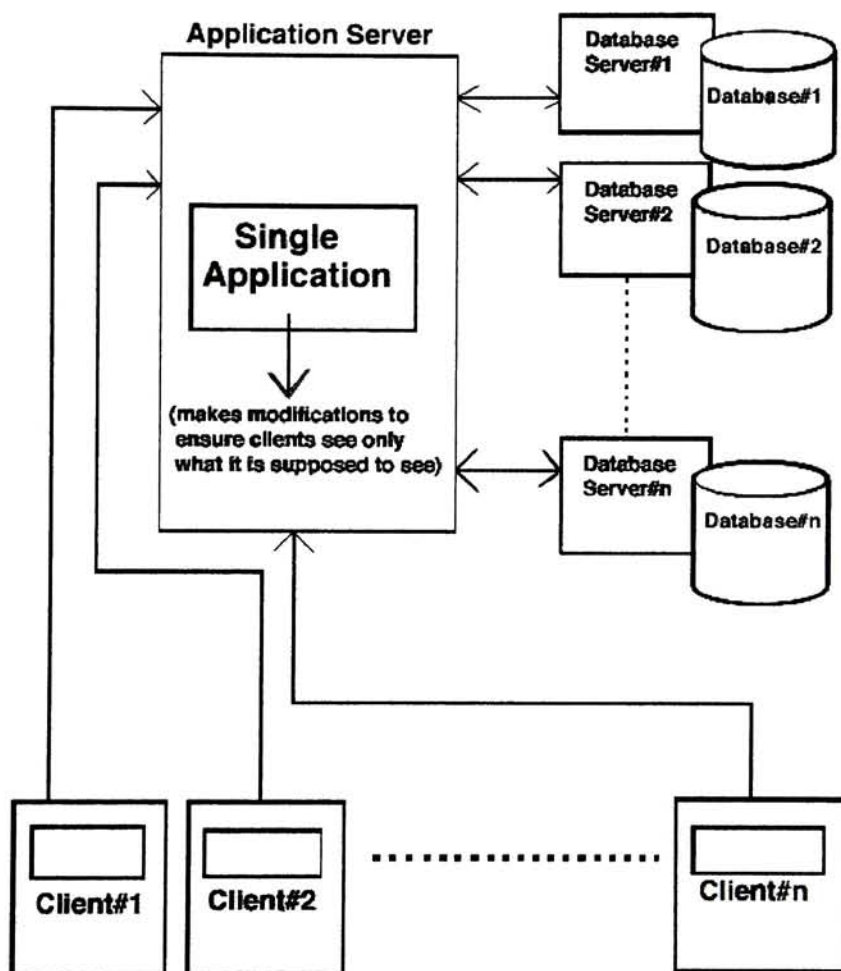 Application Server
Database
Server#1
Database#1
Database
Server#2
Database#2
Single
Application
(makes modifications to
ensure clients see only
what it is supposed to see)
Database
Server#n
Database#n
Client#1
Client#2
Client#n